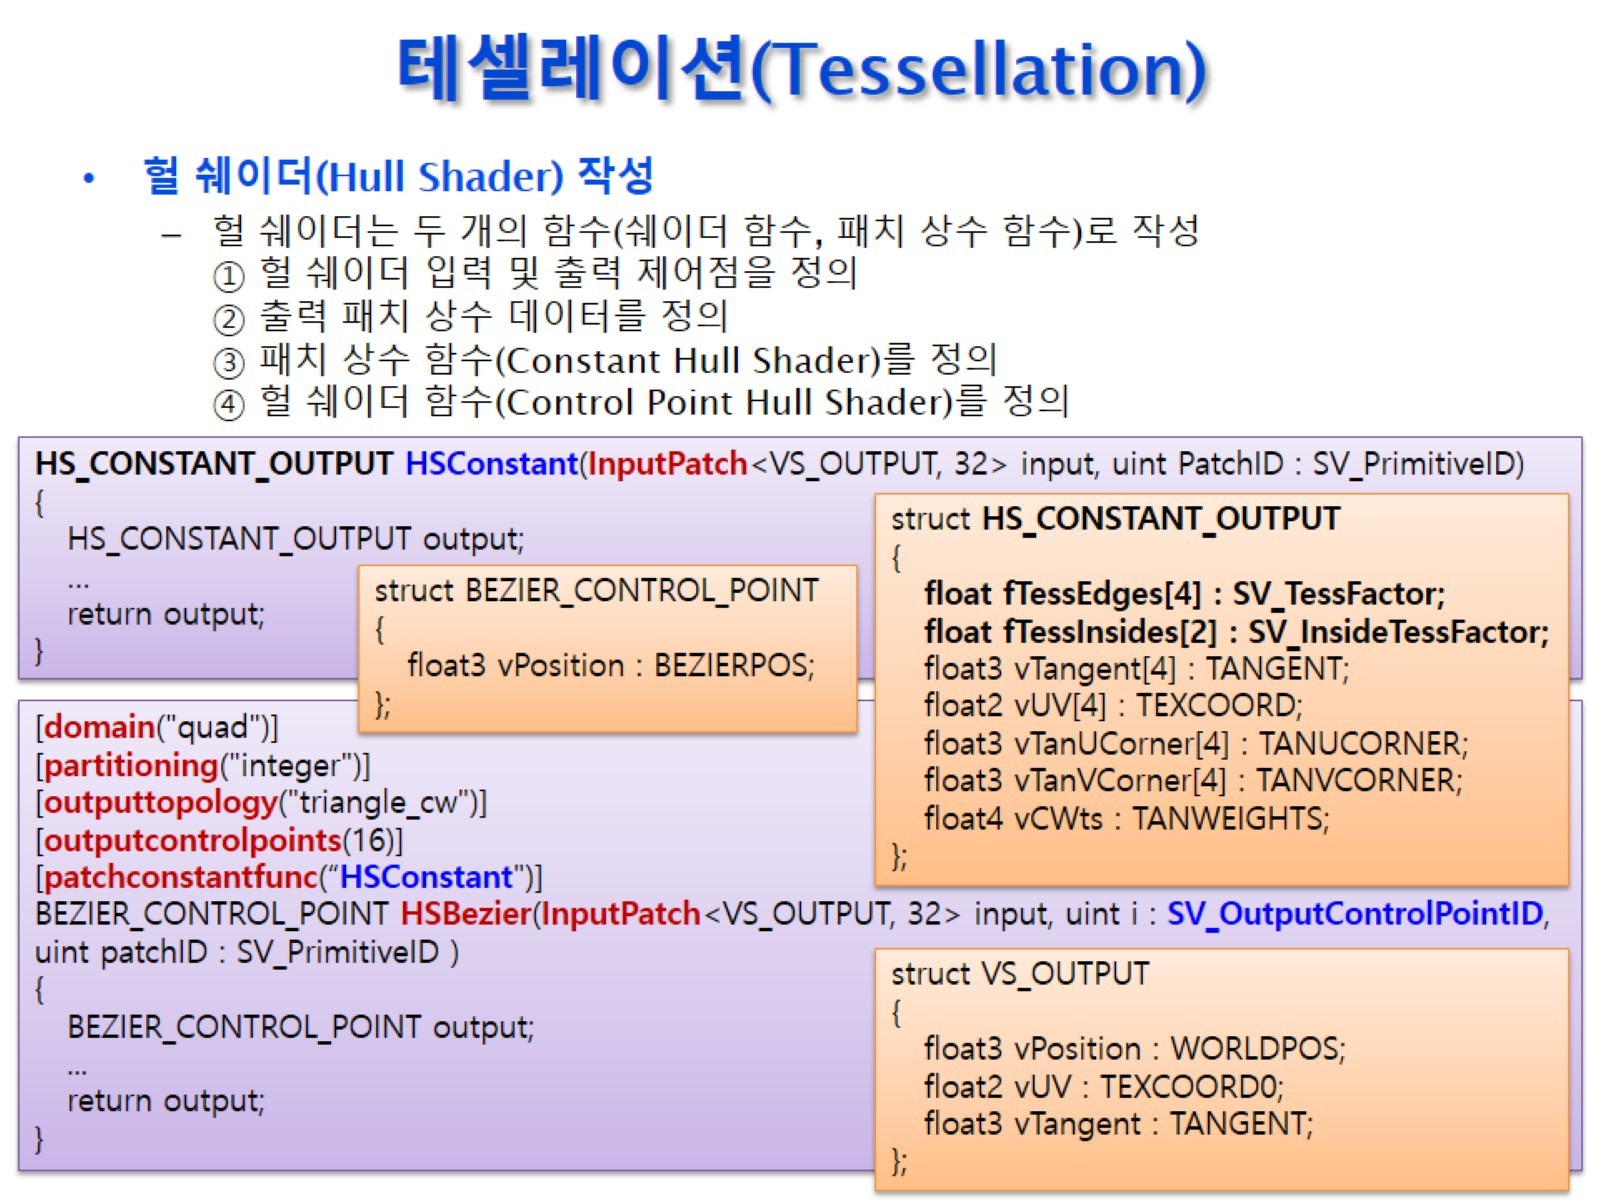 테셀레이션(Tessellation)
• 헐 쉐이더(Hull Shader) 작성
– 헐 쉐이더는 두 개의 함수(쉐이더 함수, 패치 상수 함수)로 작성
① 헐 쉐이더 입력 및 출력 제어점을 정의
② 출력 패치 상수 데이터를 정의
③ 패치 상수 함수(Constant Hull Shader)를 정의
④ 헐 쉐이더 함수(Control Point Hull Shader)를 정의
HS_CONSTANT_OUTPUT HSConstant(InputPatch<VS_OUTPUT, 32> input, uint PatchID : SV_PrimitiveID)
{
HS_CONSTANT_OUTPUT output;
...
return output;
}
struct BEZIER_CONTROL_POINT
{
float3 vPosition : BEZIERPOS;
};
struct HS_CONSTANT_OUTPUT
{
float fTessEdges[4] : SV_TessFactor;
float fTessInsides[2] : SV_InsideTessFactor;
float3 vTangent[4] : TANGENT;
float2 vUV[4] : TEXCOORD;
float3 vTanUCorner[4] : TANUCORNER;
float3 vTanVCorner[4] : TANVCORNER;
float4 vCWts : TANWEIGHTS;
};
[domain("quad")]
[partitioning("integer")]
[outputtopology("triangle_cw")]
[outputcontrolpoints(16)]
[patchconstantfunc(“HSConstant")]
BEZIER_CONTROL_POINT HSBezier(InputPatch<VS_OUTPUT, 32> input, uint i : SV_OutputControlPointID,
uint patchID : SV_PrimitiveID )
{
BEZIER_CONTROL_POINT output;
...
return output;
}
struct VS_OUTPUT
{
float3 vPosition : WORLDPOS;
float2 vUV : TEXCOORD0;
float3 vTangent : TANGENT;
};